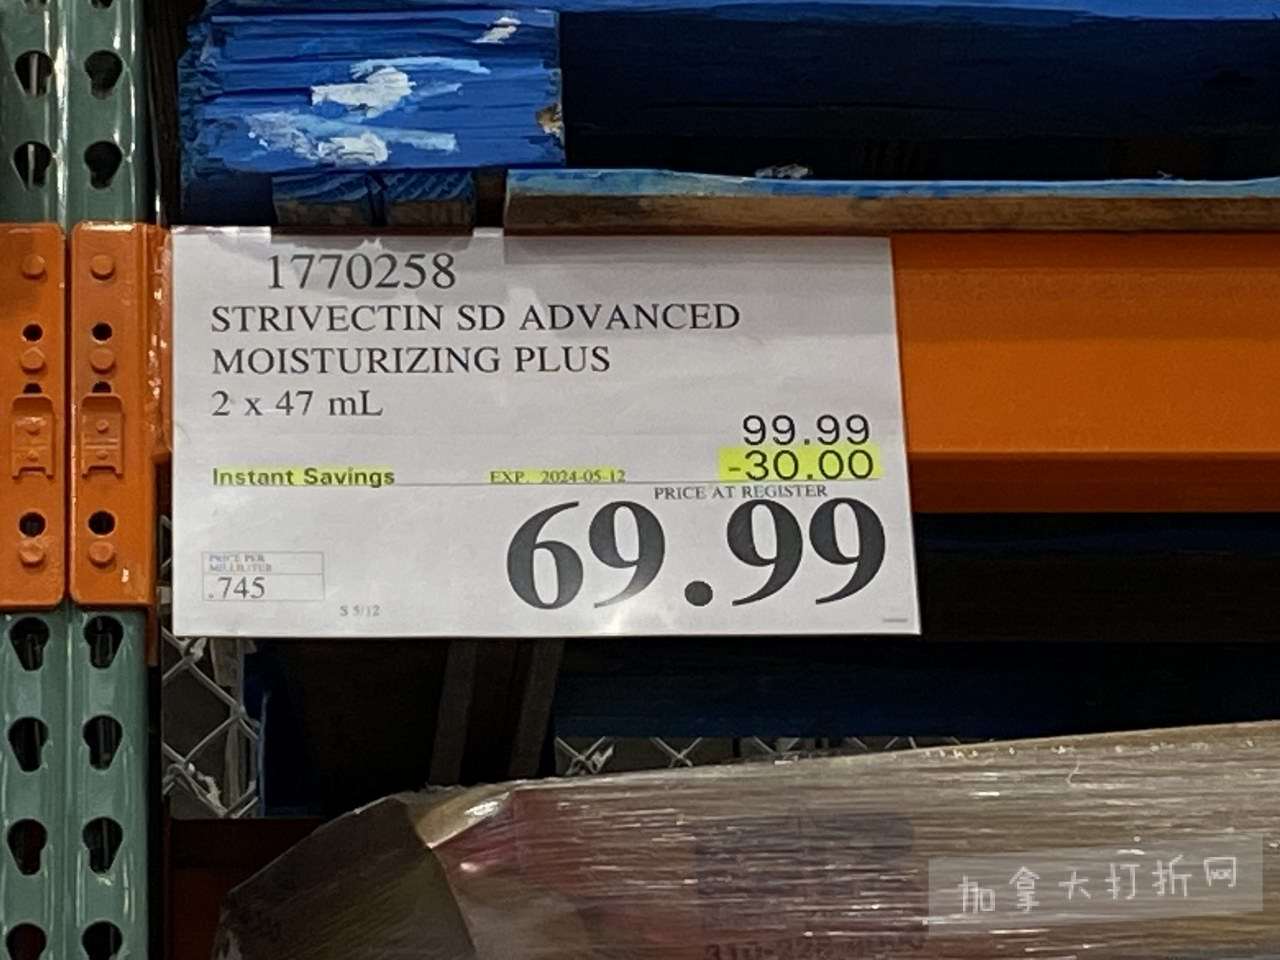 1770258
STRIVECTIN SD ADVANCED
MOISTURIZING PLUS
2 x 47 mL
99.99
Instant Savings EXP. 2024-05-12 -30.00
PRICE AT REGISTER
69.99
PRICE PER
MILLILITER
.745
S 5/12
加拿大打折网